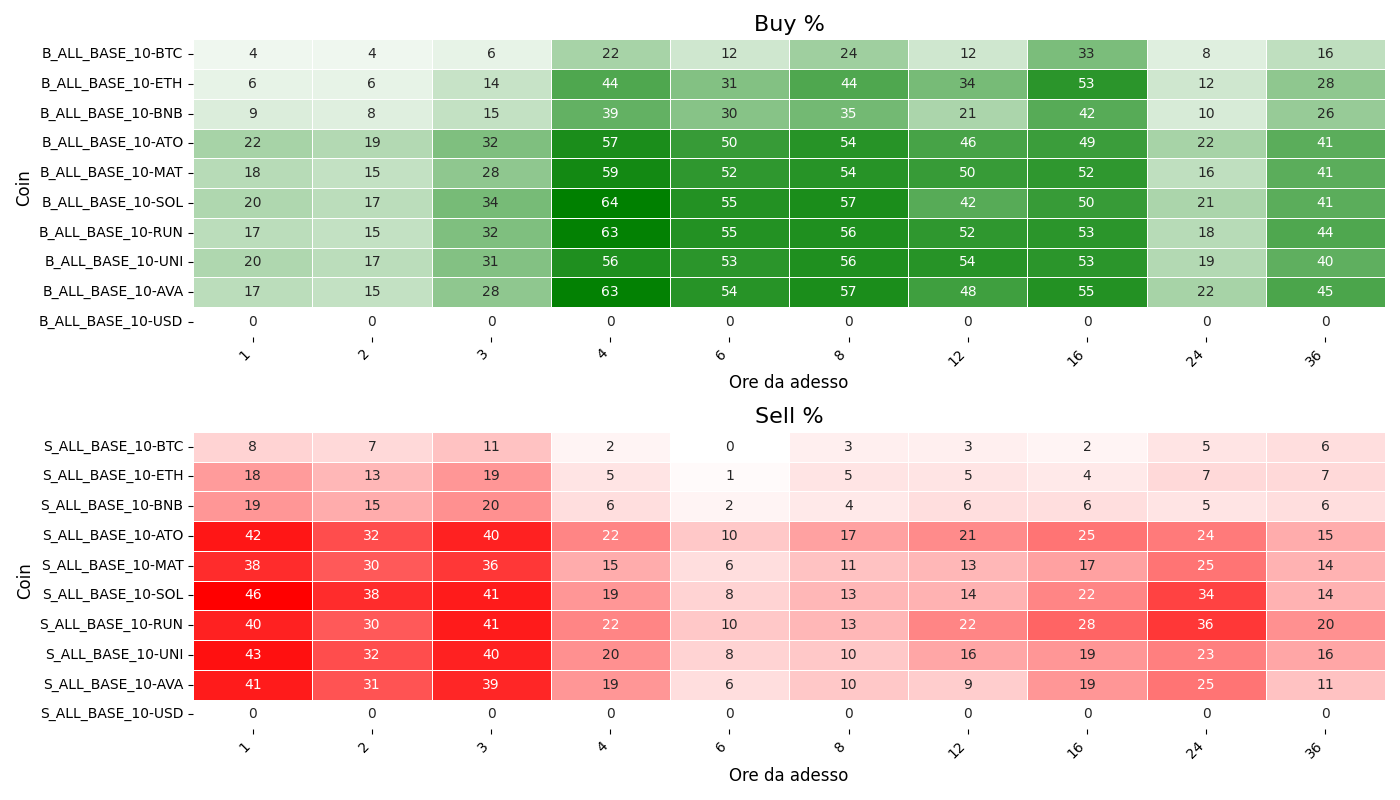 Buy %
Coin
B_ALL_BASE_10-BTC 4 4 6 22 12 24 12 33 8 16
B_ALL_BASE_10-ETH 6 6 14 44 31 44 34 53 12 28
B_ALL_BASE_10-BNB 9 8 15 39 30 35 21 42 10 26
B_ALL_BASE_10-ATO 22 19 32 57 50 54 46 49 22 41
B_ALL_BASE_10-MAT 18 15 28 59 52 54 50 52 16 41
B_ALL_BASE_10-SOL 20 17 34 64 55 57 42 50 21 41
B_ALL_BASE_10-RUN 17 15 32 63 55 56 52 53 18 44
B_ALL_BASE_10-UNI 20 17 31 56 53 56 54 53 19 40
B_ALL_BASE_10-AVA 17 15 28 63 54 57 48 55 22 45
B_ALL_BASE_10-USD 0 0 0 0 0 0 0 0 0 0
1 2 3 4 6 8 12 16 24 36
Ore da adesso
Sell %
Coin
S_ALL_BASE_10-BTC 8 7 11 2 0 3 3 2 5 6
S_ALL_BASE_10-ETH 18 13 19 5 1 5 5 4 7 7
S_ALL_BASE_10-BNB 19 15 20 6 2 4 6 6 5 6
S_ALL_BASE_10-ATO 42 32 40 22 10 17 21 25 24 15
S_ALL_BASE_10-MAT 38 30 36 15 6 11 13 17 25 14
S_ALL_BASE_10-SOL 46 38 41 19 8 13 14 22 34 14
S_ALL_BASE_10-RUN 40 30 41 22 10 13 22 28 36 20
S_ALL_BASE_10-UNI 43 32 40 20 8 10 16 19 23 16
S_ALL_BASE_10-AVA 41 31 39 19 6 10 9 19 25 11
S_ALL_BASE_10-USD 0 0 0 0 0 0 0 0 0 0
1 2 3 4 6 8 12 16 24 36
Ore da adesso